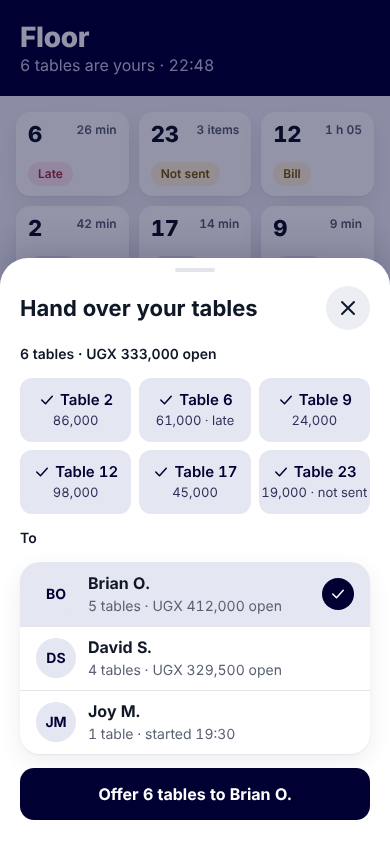 Floor
6 tables are yours · 22:48
6
26 min
23
3 items
12
1 h 05
Late
Not sent
Bill
2
42 min
17
14 min
9
9 min
Hand over your tables
6 tables · UGX 333,000 open
Table 2
86,000
Table 6
61,000 · late
Table 9
24,000
Table 12
98,000
Table 17
45,000
Table 23
19,000 · not sent
To
BO
Brian O.
5 tables · UGX 412,000 open
DS
David S.
4 tables · UGX 329,500 open
JM
Joy M.
1 table · started 19:30
Offer 6 tables to Brian O.